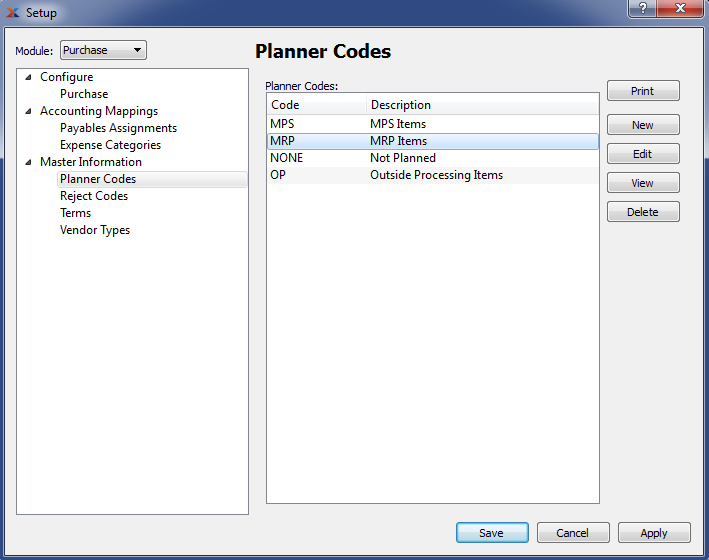 Setup
?
X
Module: Purchase
Planner Codes
Configure
Purchase
Accounting Mappings
Payables Assignments
Expense Categories
Master Information
Planner Codes
Reject Codes
Terms
Vendor Types
Planner Codes:
Code Description
MPS MPS Items
MRP MRP Items
NONE Not Planned
OP Outside Processing Items
Print
New
Edit
View
Delete
Save Cancel Apply